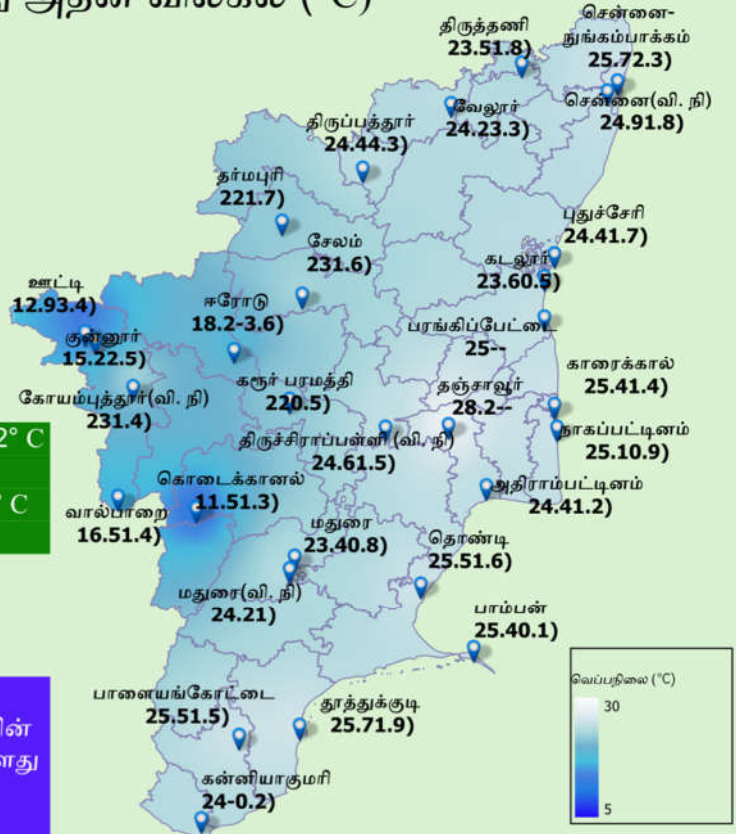 அதன் விலகல் (°C)
திருத்தணி
23.51.8)
சென்னை-
நுங்கம்பாக்கம்
25.72.3)
வேலூர்
24.23.3)
சென்னை(வி. நி)
24.91.8)
திருப்பத்தூர்
24.44.3)
தர்மபுரி
221.7)
புதுச்சேரி
24.41.7)
சேலம்
231.6)
கடலூர்
23.60.5)
ஊட்டி
12.93.4)
ஈரோடு
18.2-3.6)
பரங்கிப்பேட்டை
25--
குன்னூர்
15.22.5)
காரைக்கால்
25.41.4)
கரூர் பரமத்தி
220.5)
தஞ்சாவூர்
28.2--
கோயம்புத்தூர்(வி. நி)
231.4)
நாகப்பட்டினம்
25.10.9)
திருச்சிராப்பள்ளி (வி. நி)
24.61.5)
2° C
கொடைக்கானல்
11.51.3)
அதிராம்பட்டினம்
24.41.2)
° C
வால்பாறை
16.51.4)
மதுரை
23.40.8)
தொண்டி
25.51.6)
மதுரை(வி. நி)
24.21)
பாம்பன்
25.40.1)
வெப்பநிலை (°C)
30
5
பாளையங்கோட்டை
25.51.5)
தூத்துக்குடி
25.71.9)
கன்னியாகுமரி
24-0.2)